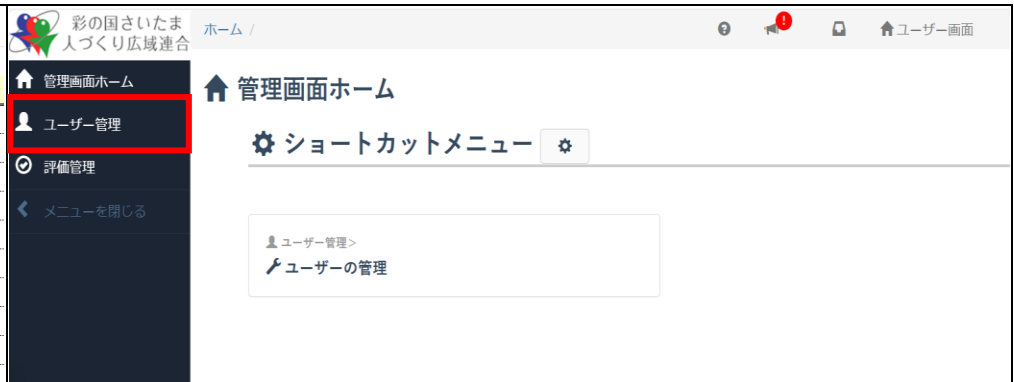 彩の国さいたま
人づくり広域連合
ホーム /
ユーザー画面
管理画面ホーム
ユーザー管理
評価管理
メニューを閉じる
管理画面ホーム
ショートカットメニュー
ユーザー管理>
ユーザーの管理